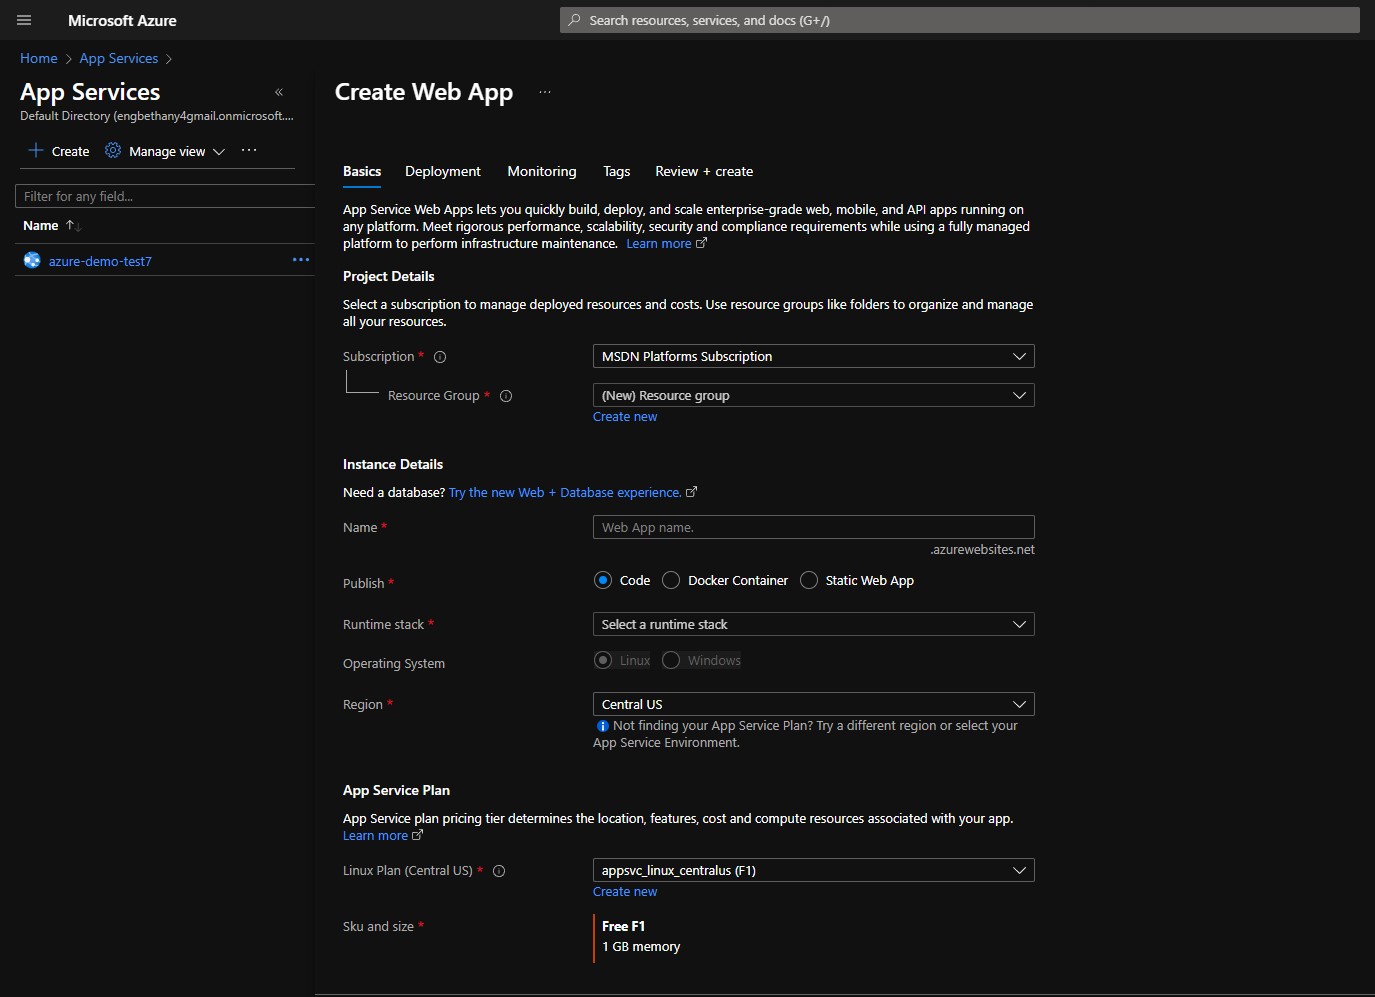 Microsoft Azure
Search resources, services, and docs (G+/)
Home > App Services >
App Services
Default Directory (engbethany4gmail.onmicrosoft....
Create Manage view ...
Filter for any field...
Name
azure-demo-test7
Create Web App ...
Basics Deployment Monitoring Tags Review + create
App Service Web Apps lets you quickly build, deploy, and scale enterprise-grade web, mobile, and API apps running on
any platform. Meet rigorous performance, scalability, security and compliance requirements while using a fully managed
platform to perform infrastructure maintenance. Learn more
Project Details
Select a subscription to manage deployed resources and costs. Use resource groups like folders to organize and manage
all your resources.
Subscription * MSDN Platforms Subscription
Resource Group * (New) Resource group
Create new
Instance Details
Need a database? Try the new Web + Database experience.
Name * Web App name.
.azurewebsites.net
Publish * Code Docker Container Static Web App
Runtime stack * Select a runtime stack
Operating System Linux Windows
Region * Central US
Not finding your App Service Plan? Try a different region or select your
App Service Environment.
App Service Plan
App Service plan pricing tier determines the location, features, cost and compute resources associated with your app.
Learn more
Linux Plan (Central US) * appsvc_linux_centralus (F1)
Create new
Sku and size * Free F1
1 GB memory